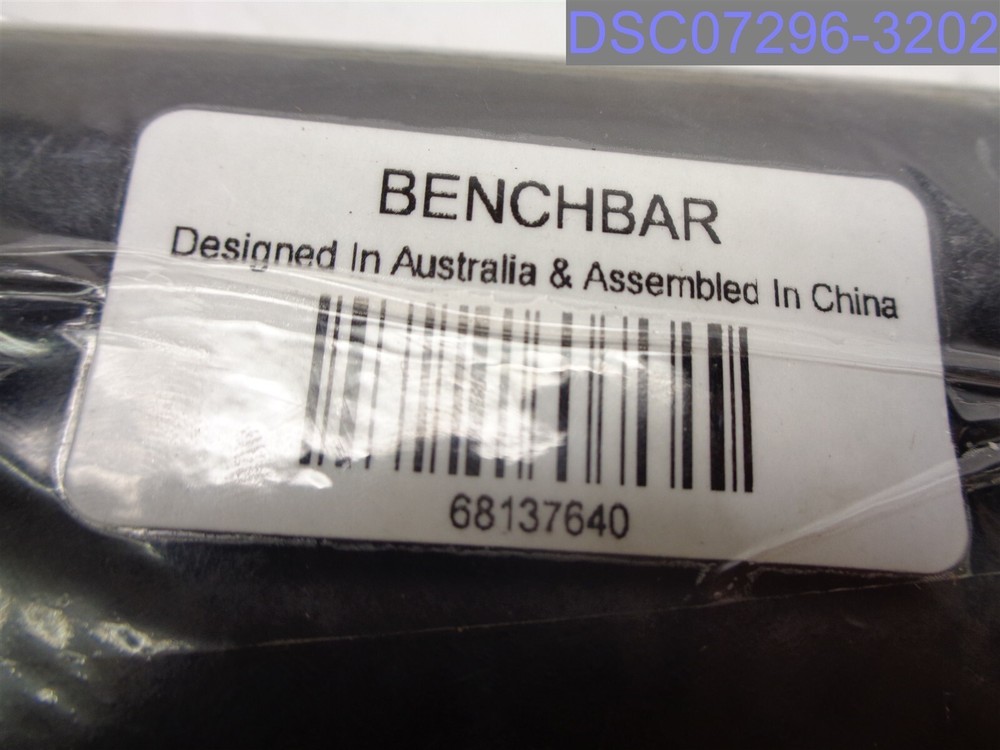 DSC07296-3202
BENCHBAR
Designed In Australia & Assembled In China
68137640